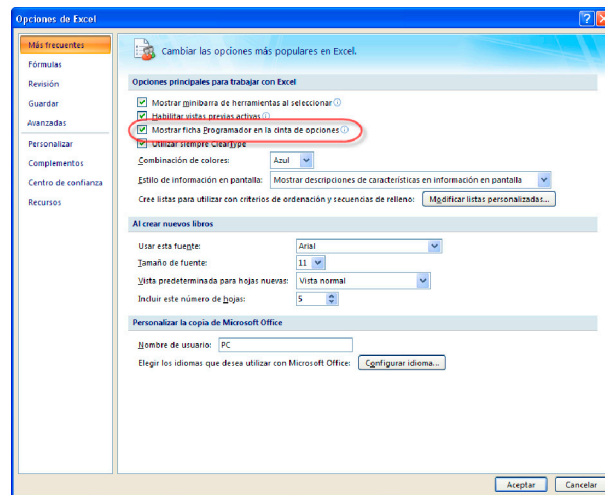 Opciones de Excel
Más frecuentes
Fórmulas
Revisión
Guardar
Avanzadas
Personalizar
Complementos
Centro de confianza
Recursos
Cambiar las opciones más populares en Excel.
Opciones principales para trabajar con Excel
Mostrar minibarra de herramientas al seleccionar
Habilitar vistas previas activas
Mostrar ficha Programador en la cinta de opciones
Utilizar siempre ClearType
Combinación de colores: Azul
Estilo de información en pantalla: Mostrar descripciones de características en información en pantalla
Cree listas para utilizar con criterios de ordenación y secuencias de relleno: Modificar listas personalizadas...
Al crear nuevos libros
Usar esta fuente: Arial
Tamaño de fuente: 11
Vista predeterminada para hojas nuevas: Vista normal
Incluir este número de hojas: 5
Personalizar la copia de Microsoft Office
Nombre de usuario: PC
Elegir los idiomas que desea utilizar con Microsoft Office: Configurar idioma...
Aceptar Cancelar